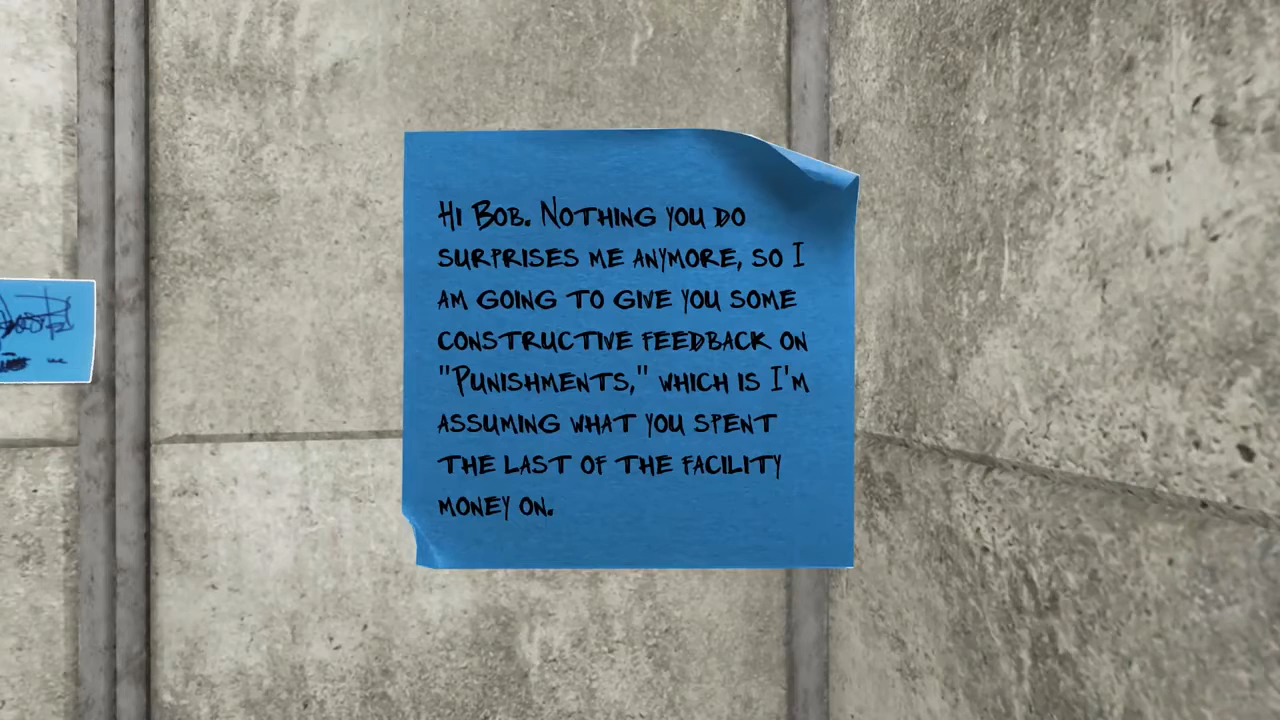 Hi Bob. Nothing you do
surprises me anymore, so I
am going to give you some
constructive feedback on
"Punishments," which is I'm
assuming what you spent
the last of the facility
money on.